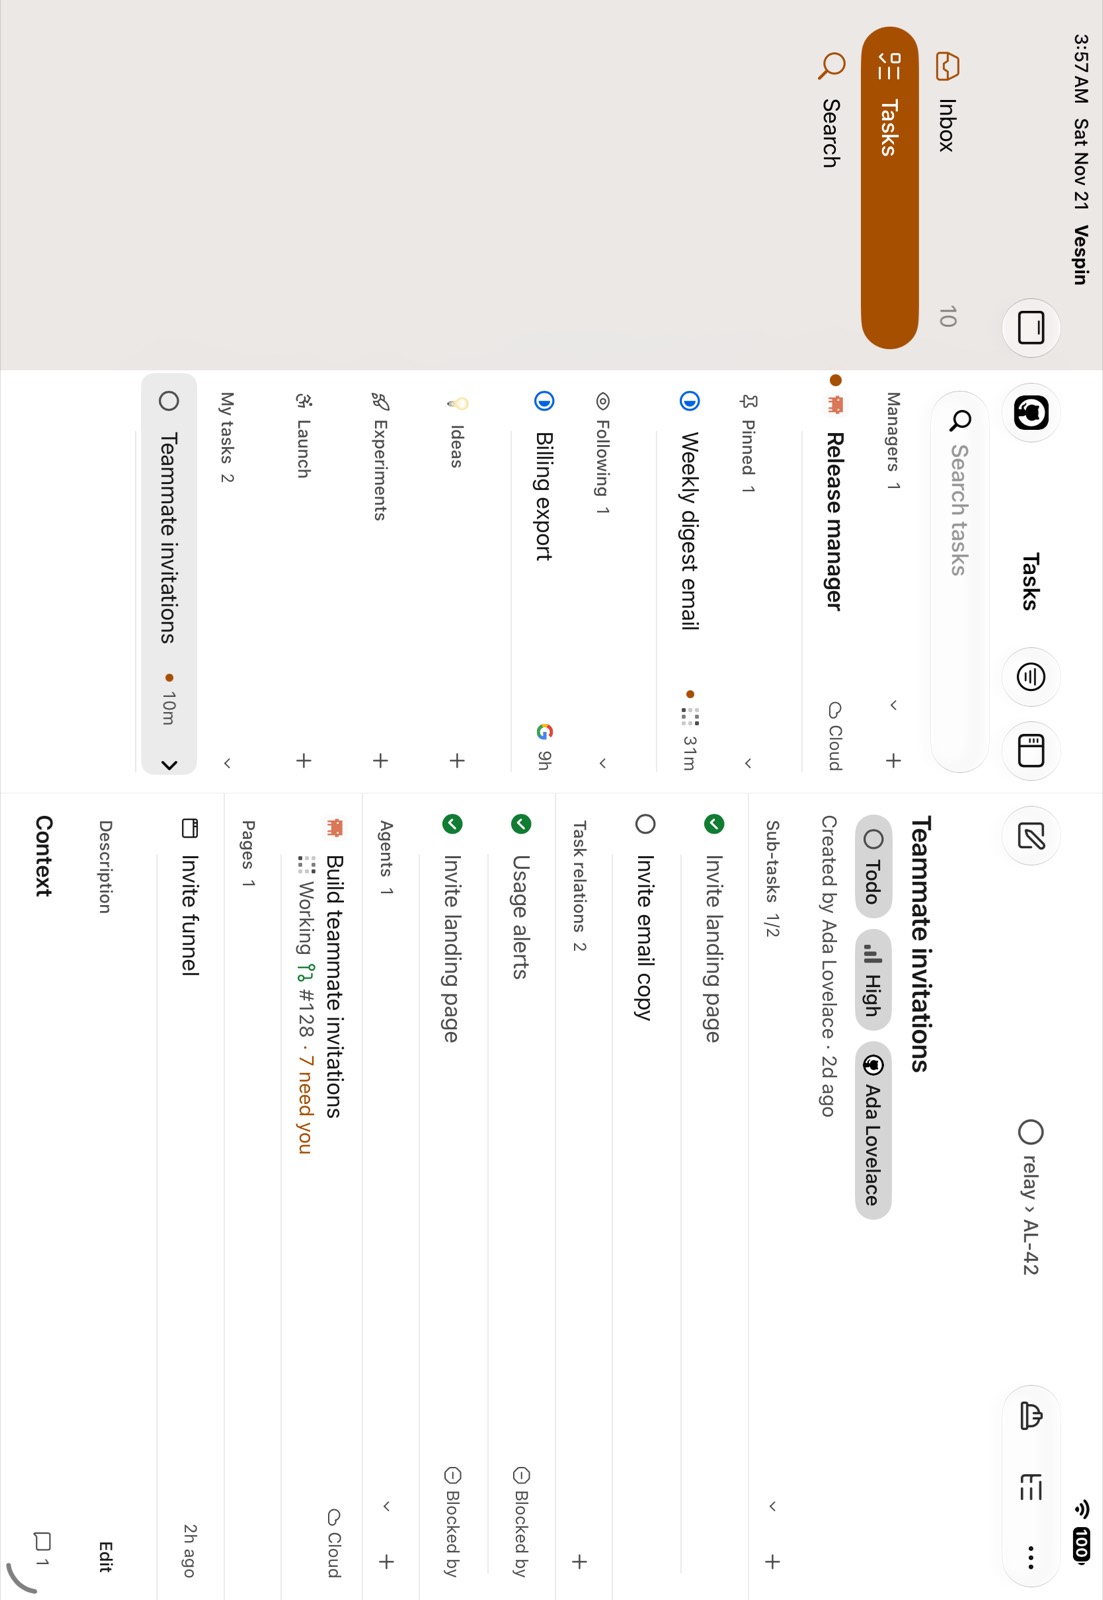 3:57 AM Sat Nov 21 Vespin
100
Inbox 10
Tasks
Search
Tasks
Search tasks
Managers 1
Release manager Cloud
Pinned 1
Weekly digest email 31m
Following 1
Billing export 9h
Ideas
Experiments
Launch
My tasks 2
Teammate invitations 10m
relay › AL-42
Teammate invitations
Todo High Ada Lovelace
Created by Ada Lovelace · 2d ago
Sub-tasks 1/2
Invite landing page
Invite email copy
Task relations 2
Usage alerts Blocked by
Invite landing page Blocked by
Agents 1
Build teammate invitations Cloud
Working #128 · 7 need you
Pages 1
Invite funnel 2h ago
Description Edit
Context 1